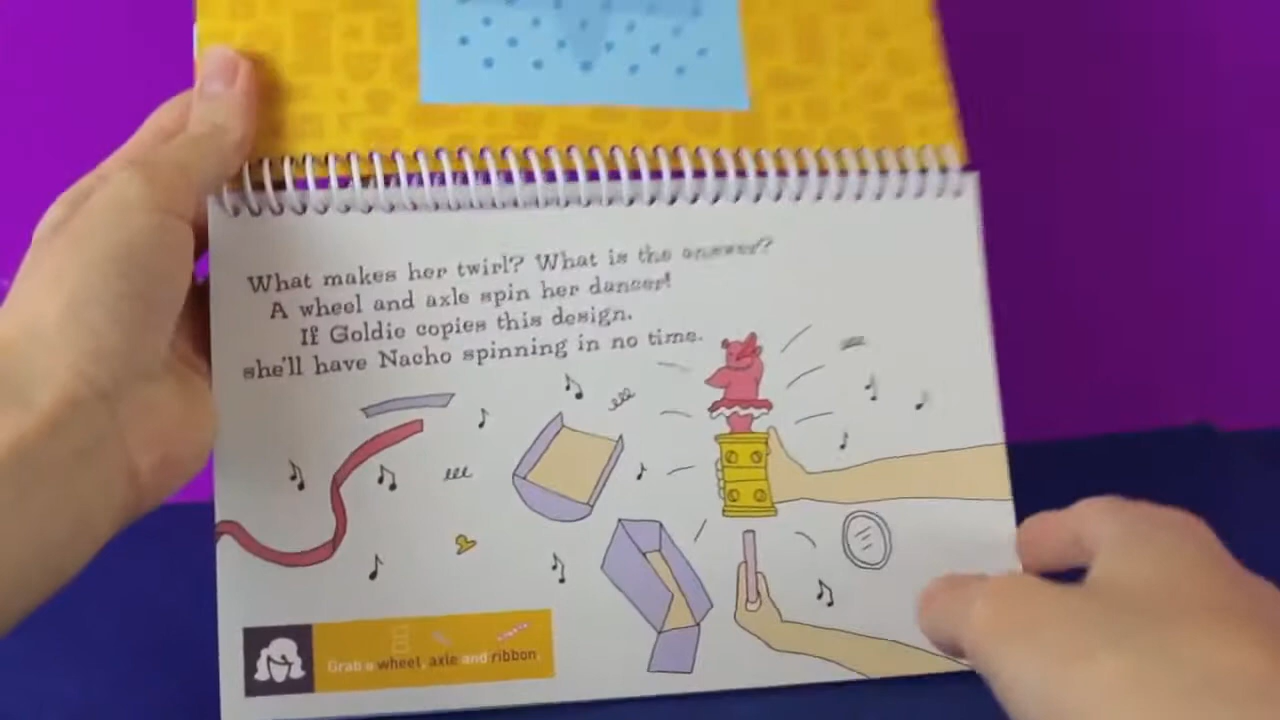 What makes her twirl? What is the answer?
A wheel and axle spin her dancer!
If Goldie copies this design,
she'll have Nacho spinning in no time.
Grab a wheel, axle and ribbon.